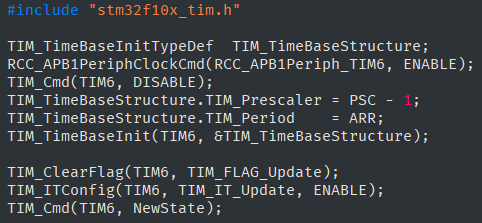 #include "stm32f10x_tim.h"
TIM_TimeBaseInitTypeDef  TIM_TimeBaseStructure;
RCC_APB1PeriphClockCmd(RCC_APB1Periph_TIM6, ENABLE);
TIM_Cmd(TIM6, DISABLE);
TIM_TimeBaseStructure.TIM_Prescaler = PSC - 1;
TIM_TimeBaseStructure.TIM_Period    = ARR;
TIM_TimeBaseInit(TIM6, &TIM_TimeBaseStructure);
TIM_ClearFlag(TIM6, TIM_FLAG_Update);
TIM_ITConfig(TIM6, TIM_IT_Update, ENABLE);
TIM_Cmd(TIM6, NewState);